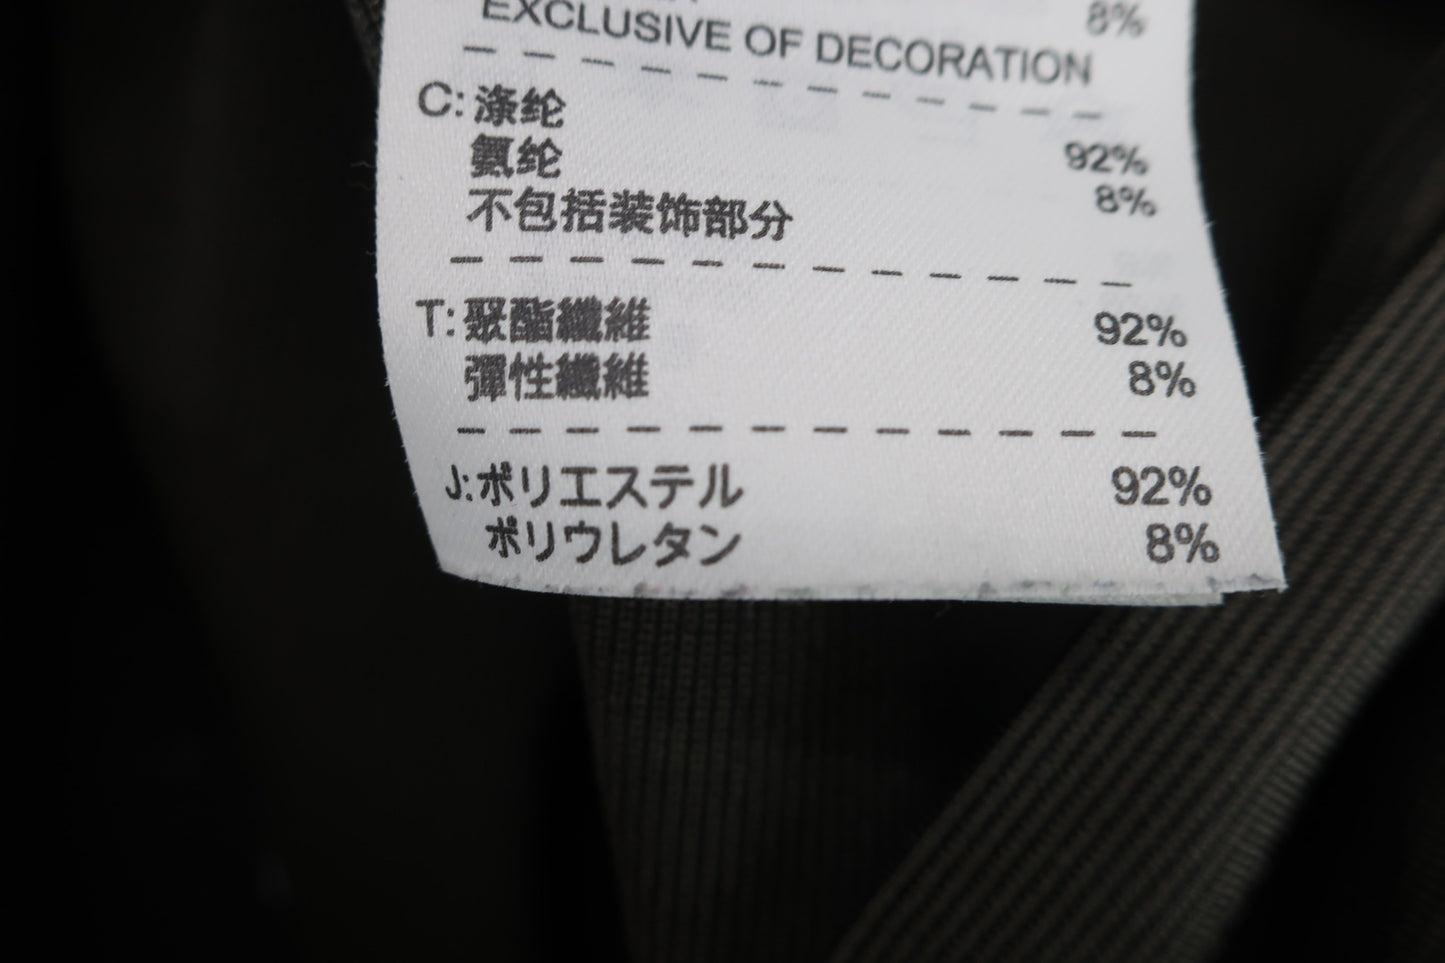 8%
EXCLUSIVE OF DECORATION
C: 涤纶 92%
氨纶 8%
不包括装饰部分
T: 聚酯纖維 92%
彈性纖維 8%
J: ポリエステル 92%
ポリウレタン 8%